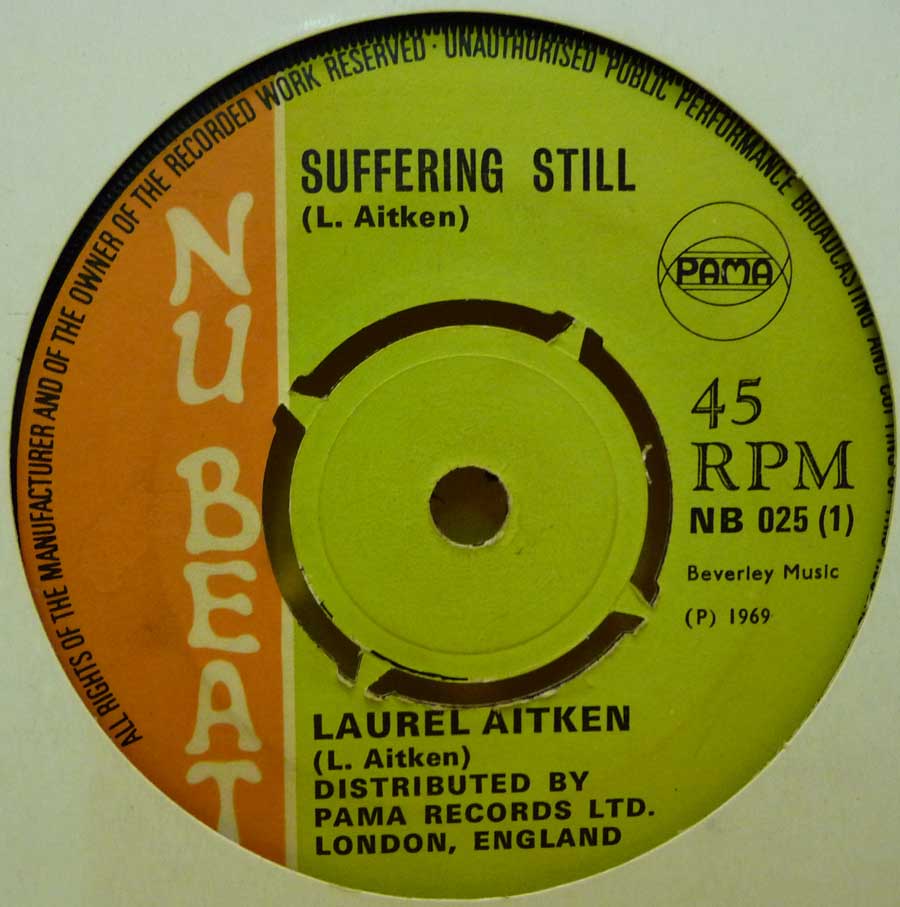 ALL RIGHTS OF THE MANUFACTURER AND OF THE OWNER OF THE RECORDED WORK RESERVED · UNAUTHORISED PUBLIC PERFORMANCE BROADCASTING AND
NU BEAT
SUFFERING STILL
(L. Aitken)
PAMA
45
RPM
NB 025 (1)
Beverley Music
(P) 1969
LAUREL AITKEN
(L. Aitken)
DISTRIBUTED BY
PAMA RECORDS LTD.
LONDON, ENGLAND